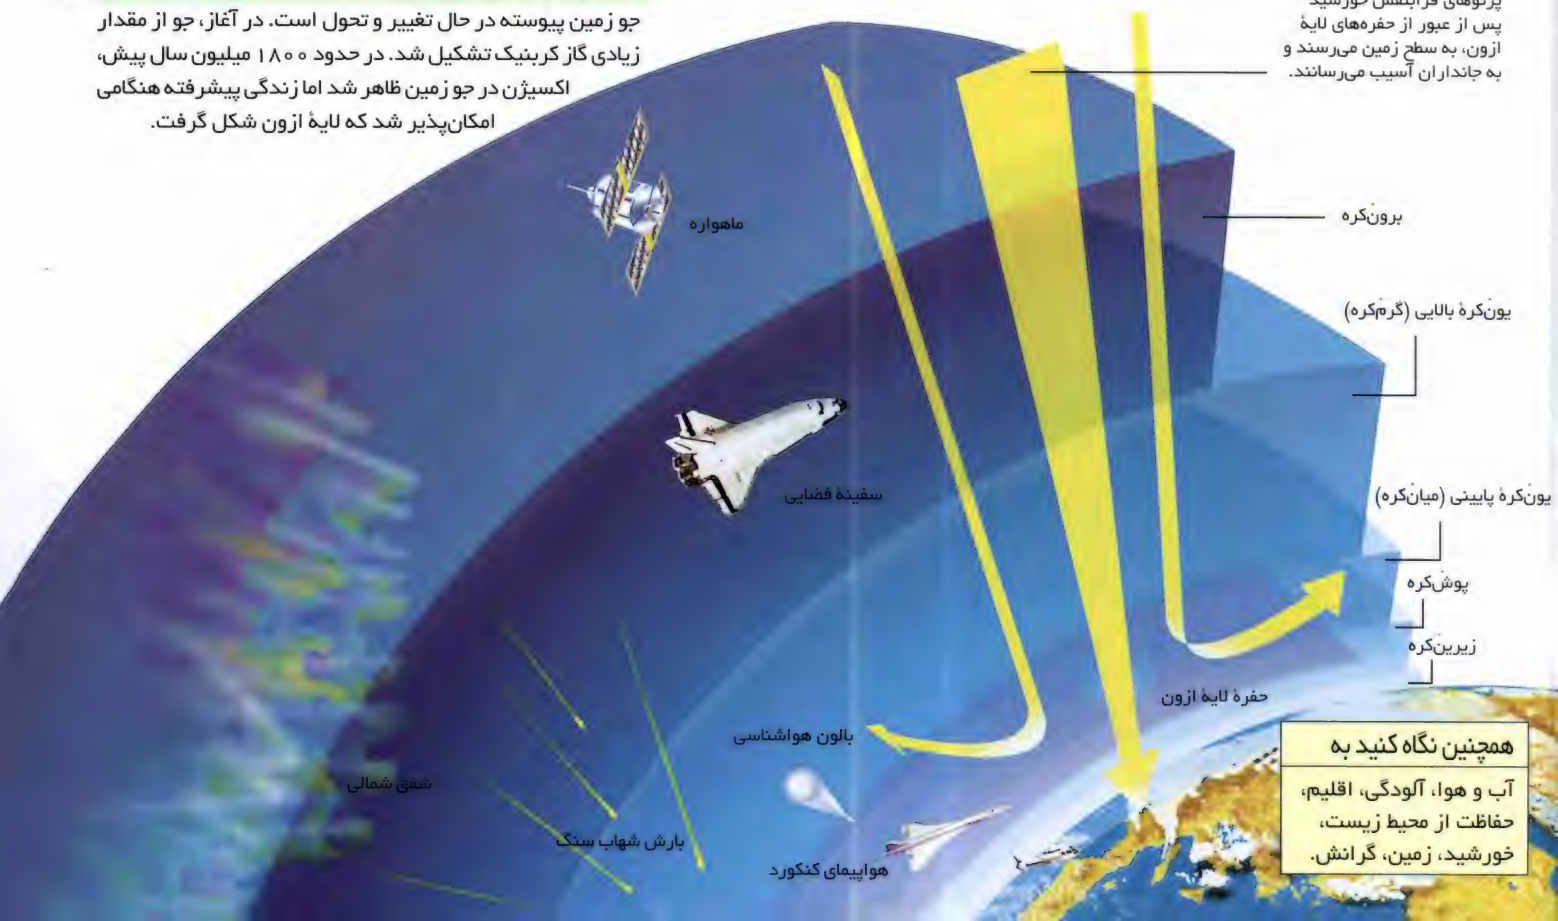 پرتوهای فرابنفش خورشید
پس از عبور از حفره‌های لایهٔ
ازون، به سطح زمین می‌رسند و
به جانداران آسیب می‌رسانند.
جو زمین پیوسته در حال تغییر و تحول است. در آغاز، جو از مقدار
زیادی گاز کربنیک تشکیل شد. در حدود ۱۸۰۰ میلیون سال پیش،
اکسیژن در جو زمین ظاهر شد اما زندگی پیشرفته هنگامی
امکان‌پذیر شد که لایهٔ ازون شکل گرفت.
ماهواره
برون‌کره
یون‌کرهٔ بالایی (گرم‌کره)
سفینهٔ فضایی
یون‌کرهٔ پایینی (میان‌کره)
پوش‌کره
زیرین‌کره
حفرهٔ لایهٔ ازون
بالون هواشناسی
شفق شمالی
بارش شهاب سنگ
هواپیمای کنکورد
همچنین نگاه کنید به
آب و هوا، آلودگی، اقلیم،
حفاظت از محیط زیست،
خورشید، زمین، گرانش.